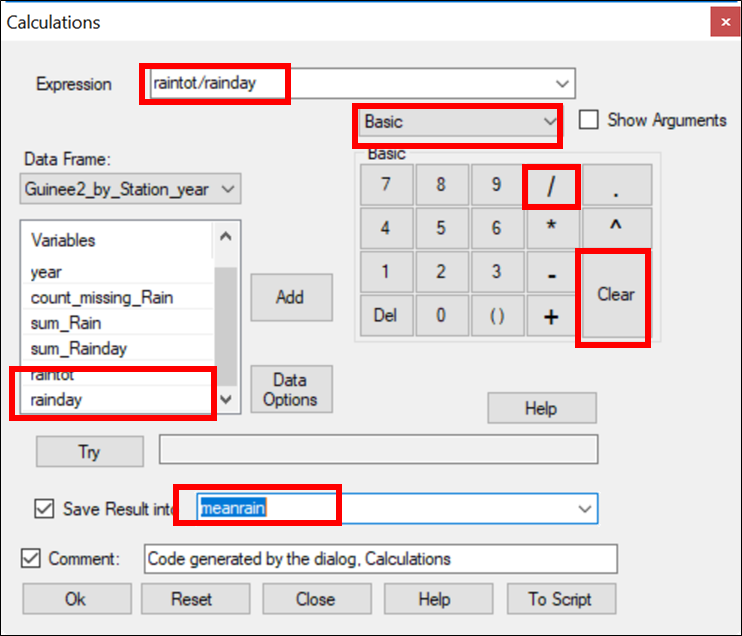 Calculations
Expression
raintot/rainday
Basic
Show Arguments
Data Frame:
Guinee2_by_Station_year
Basic
7 8 9 / .
4 5 6 * ^
1 2 3 -
Clear
Del 0 ( ) +
Variables
year
count_missing_Rain
sum_Rain
sum_Rainday
raintot
rainday
Add
Data
Options
Help
Try
Save Result into
meanrain
Comment:
Code generated by the dialog, Calculations
Ok Reset Close Help To Script